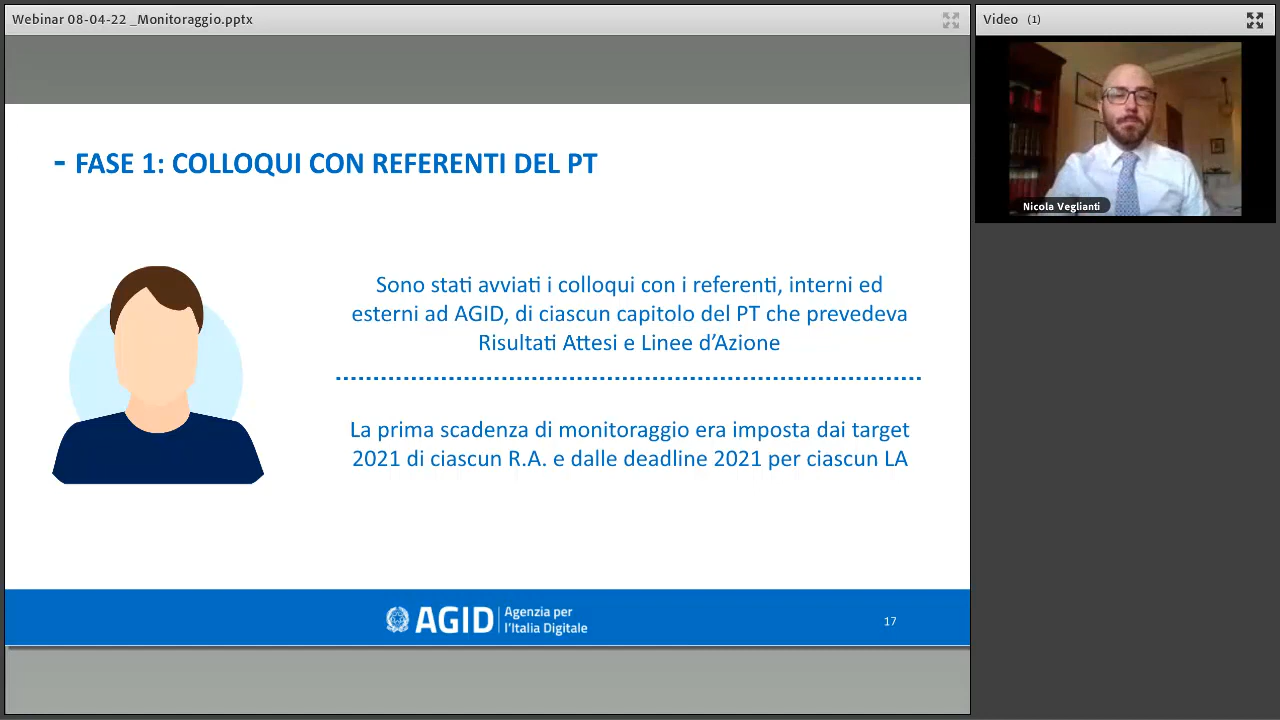 Webinar 08-04-22 _Monitoraggio.pptx
Video (1)
Nicola Veglianti
- FASE 1: COLLOQUI CON REFERENTI DEL PT
Sono stati avviati i colloqui con i referenti, interni ed
esterni ad AGID, di ciascun capitolo del PT che prevedeva
Risultati Attesi e Linee d’Azione
La prima scadenza di monitoraggio era imposta dai target
2021 di ciascun R.A. e dalle deadline 2021 per ciascun LA
AGID
Agenzia per
l’Italia Digitale
17